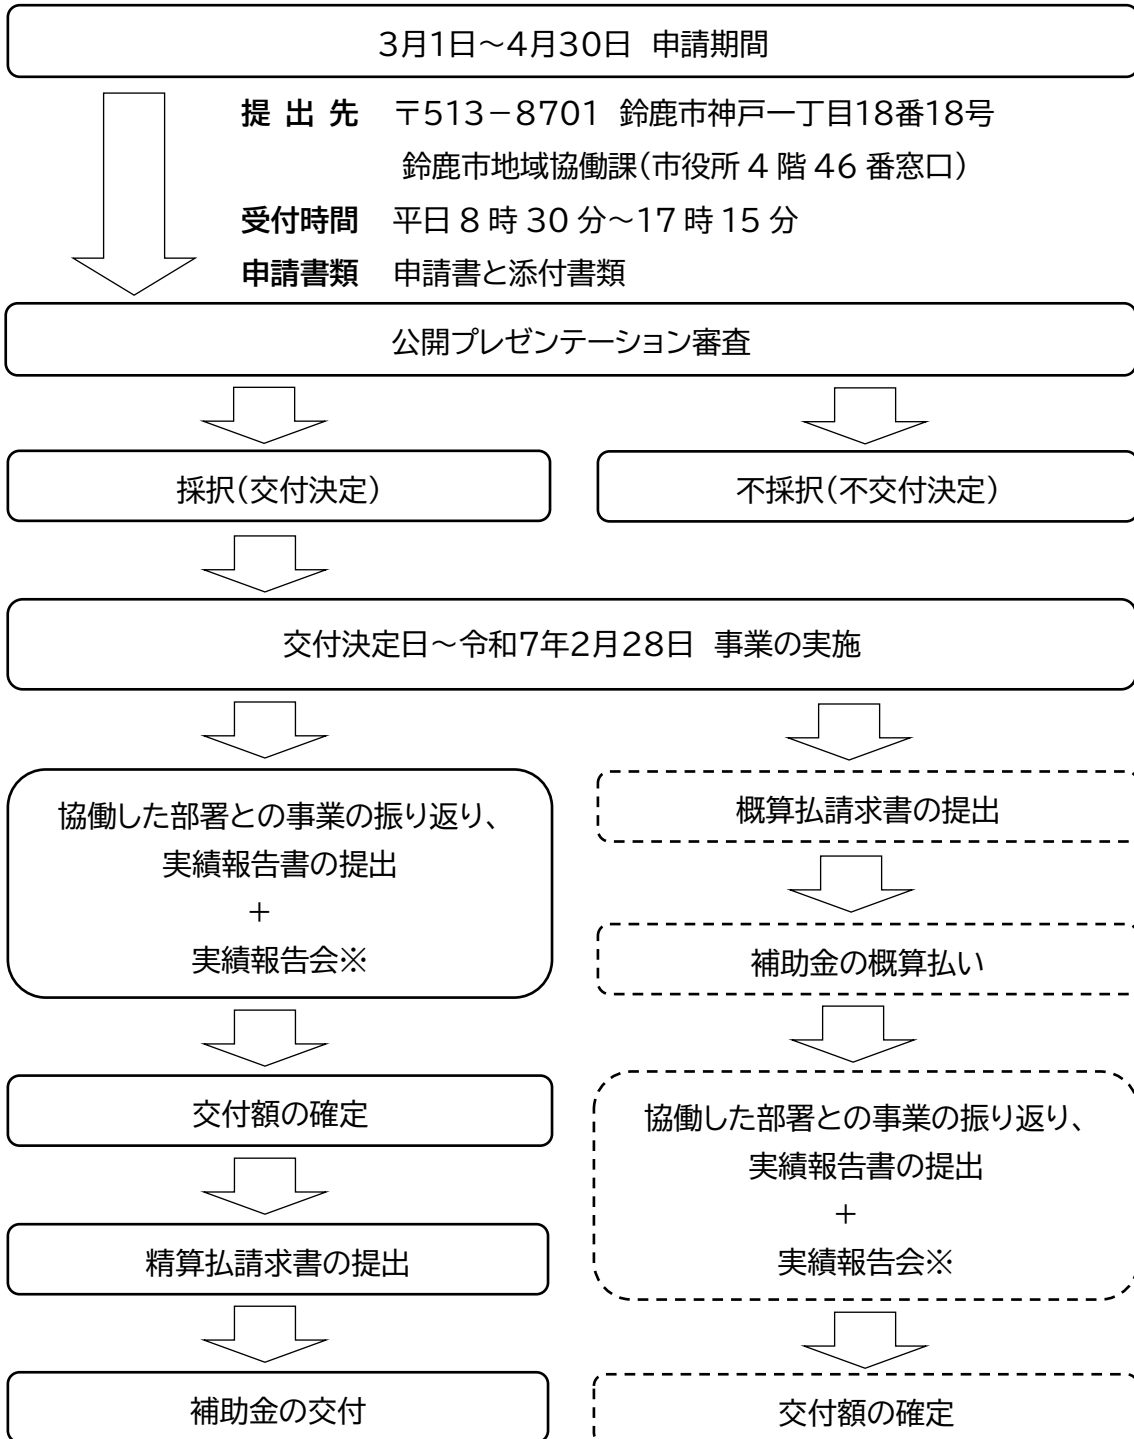 3月1日～4月30日 申請期間
提出先 〒513－8701 鈴鹿市神戸一丁目18番18号
鈴鹿市地域協働課(市役所4階46番窓口)
受付時間 平日8時30分～17時15分
申請書類 申請書と添付書類
公開プレゼンテーション審査
採択(交付決定)
不採択(不交付決定)
交付決定日～令和7年2月28日 事業の実施
協働した部署との事業の振り返り、
実績報告書の提出
＋
実績報告会※
交付額の確定
精算払請求書の提出
補助金の交付
概算払請求書の提出
補助金の概算払い
協働した部署との事業の振り返り、
実績報告書の提出
＋
実績報告会※
交付額の確定